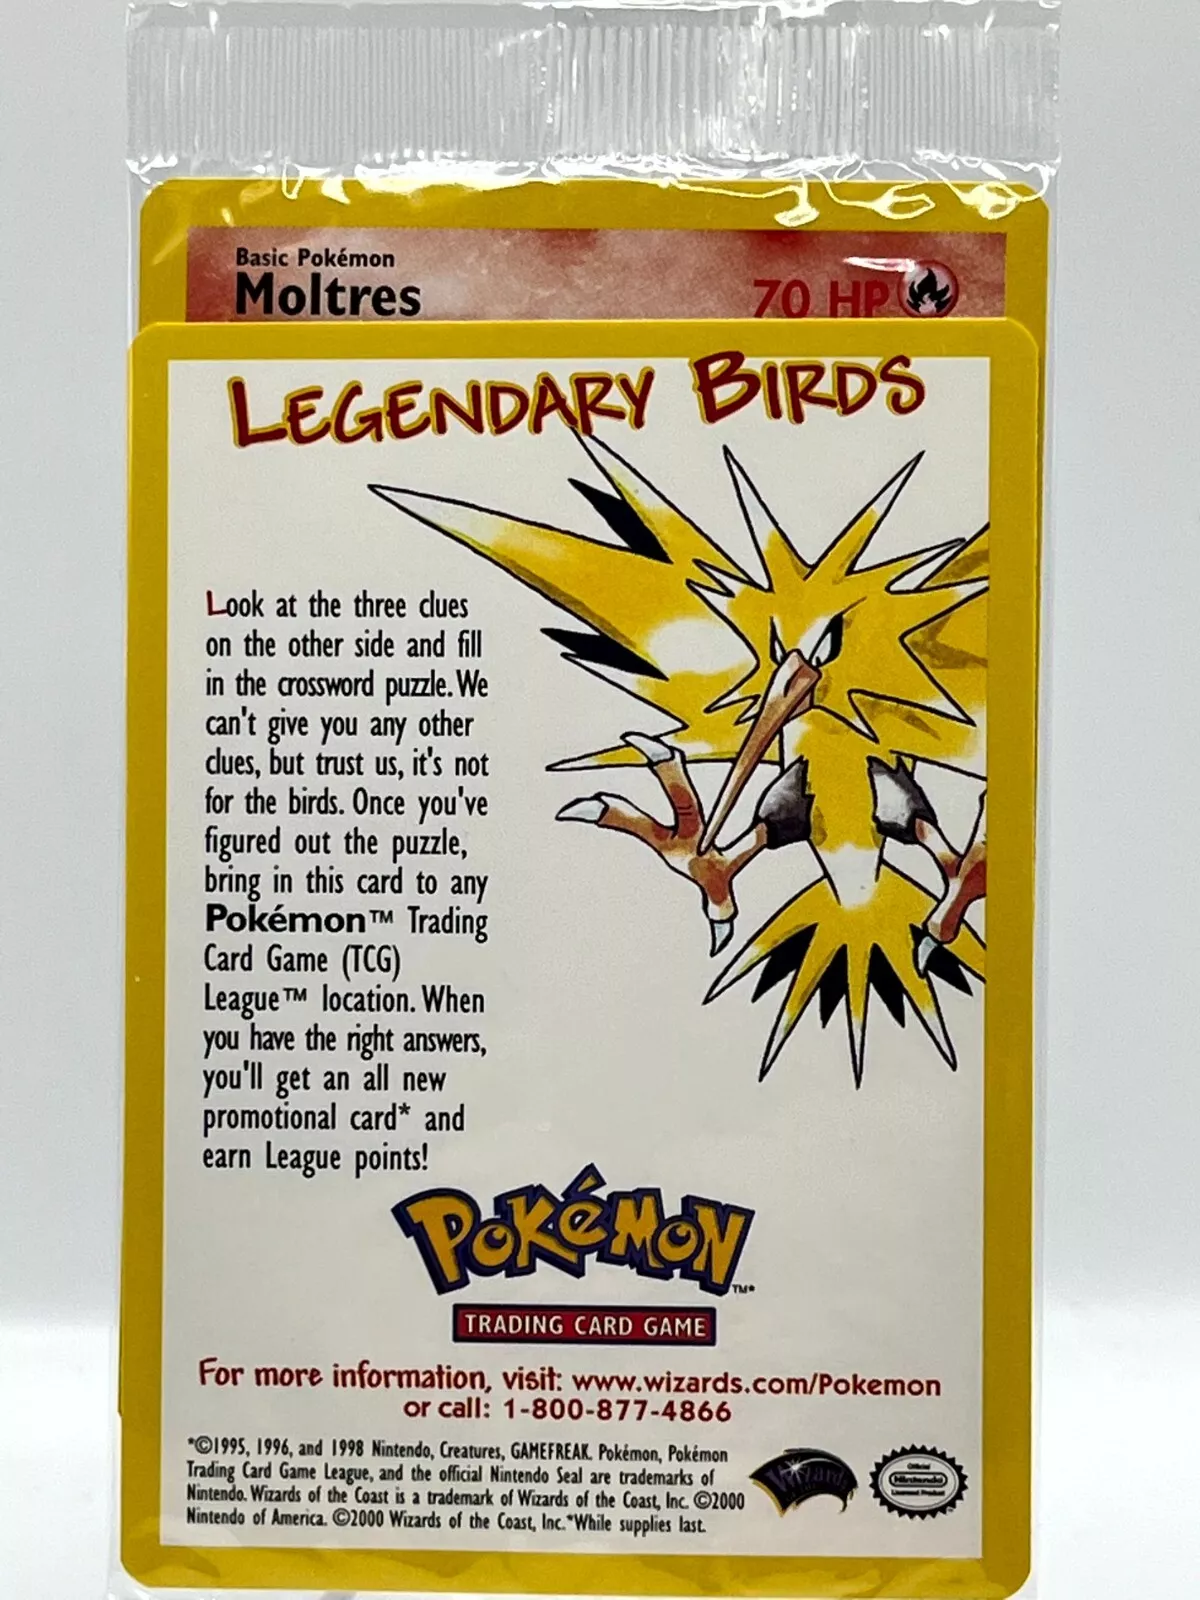 Basic Pokémon
Moltres
70 HP
LEGENDARY BIRDS
Look at the three clues
on the other side and fill
in the crossword puzzle. We
can't give you any other
clues, but trust us, it's not
for the birds. Once you've
figured out the puzzle,
bring in this card to any
Pokémon™ Trading
Card Game (TCG)
League™ location. When
you have the right answers,
you'll get an all new
promotional card* and
earn League points!
POKéMON
TM*
TRADING CARD GAME
For more information, visit: www.wizards.com/Pokemon
or call: 1-800-877-4866
*©1995, 1996, and 1998 Nintendo, Creatures, GAMEFREAK. Pokémon, Pokémon
Trading Card Game League, and the official Nintendo Seal are trademarks of
Nintendo. Wizards of the Coast is a trademark of Wizards of the Coast, Inc. ©2000
Nintendo of America. ©2000 Wizards of the Coast, Inc. *While supplies last.
Wizards
Official
Nintendo
Licensed Product